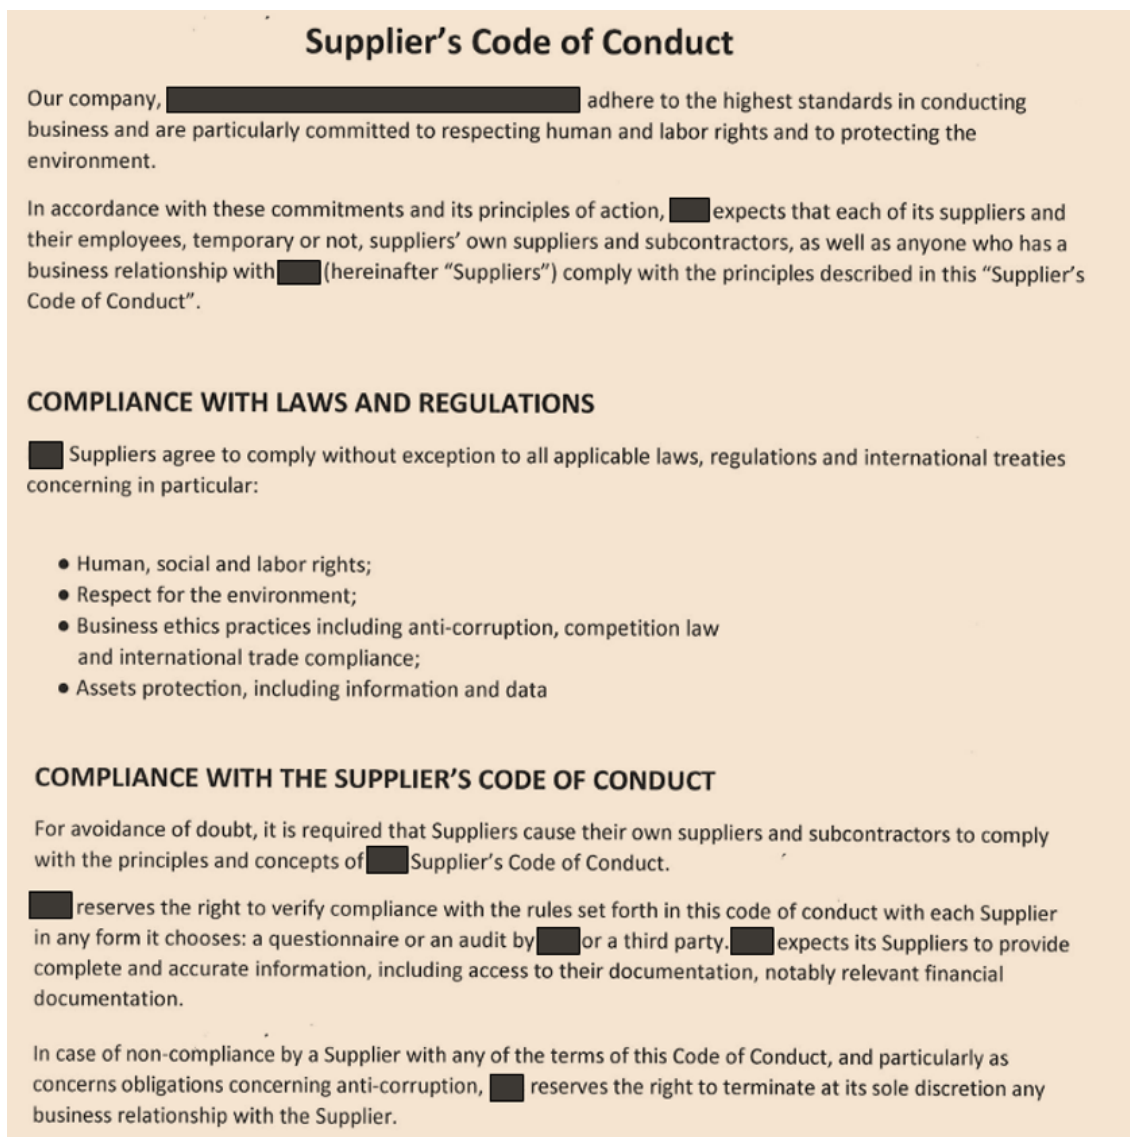 Supplier's Code of Conduct
Our company, adhere to the highest standards in conducting
business and are particularly committed to respecting human and labor rights and to protecting the
environment.
In accordance with these commitments and its principles of action, expects that each of its suppliers and
their employees, temporary or not, suppliers' own suppliers and subcontractors, as well as anyone who has a
business relationship with (hereinafter “Suppliers”) comply with the principles described in this “Supplier's
Code of Conduct”.
COMPLIANCE WITH LAWS AND REGULATIONS
Suppliers agree to comply without exception to all applicable laws, regulations and international treaties
concerning in particular:
● Human, social and labor rights;
● Respect for the environment;
● Business ethics practices including anti-corruption, competition law
and international trade compliance;
● Assets protection, including information and data
COMPLIANCE WITH THE SUPPLIER'S CODE OF CONDUCT
For avoidance of doubt, it is required that Suppliers cause their own suppliers and subcontractors to comply
with the principles and concepts of Supplier's Code of Conduct.
reserves the right to verify compliance with the rules set forth in this code of conduct with each Supplier
in any form it chooses: a questionnaire or an audit by or a third party. expects its Suppliers to provide
complete and accurate information, including access to their documentation, notably relevant financial
documentation.
In case of non-compliance by a Supplier with any of the terms of this Code of Conduct, and particularly as
concerns obligations concerning anti-corruption, reserves the right to terminate at its sole discretion any
business relationship with the Supplier.